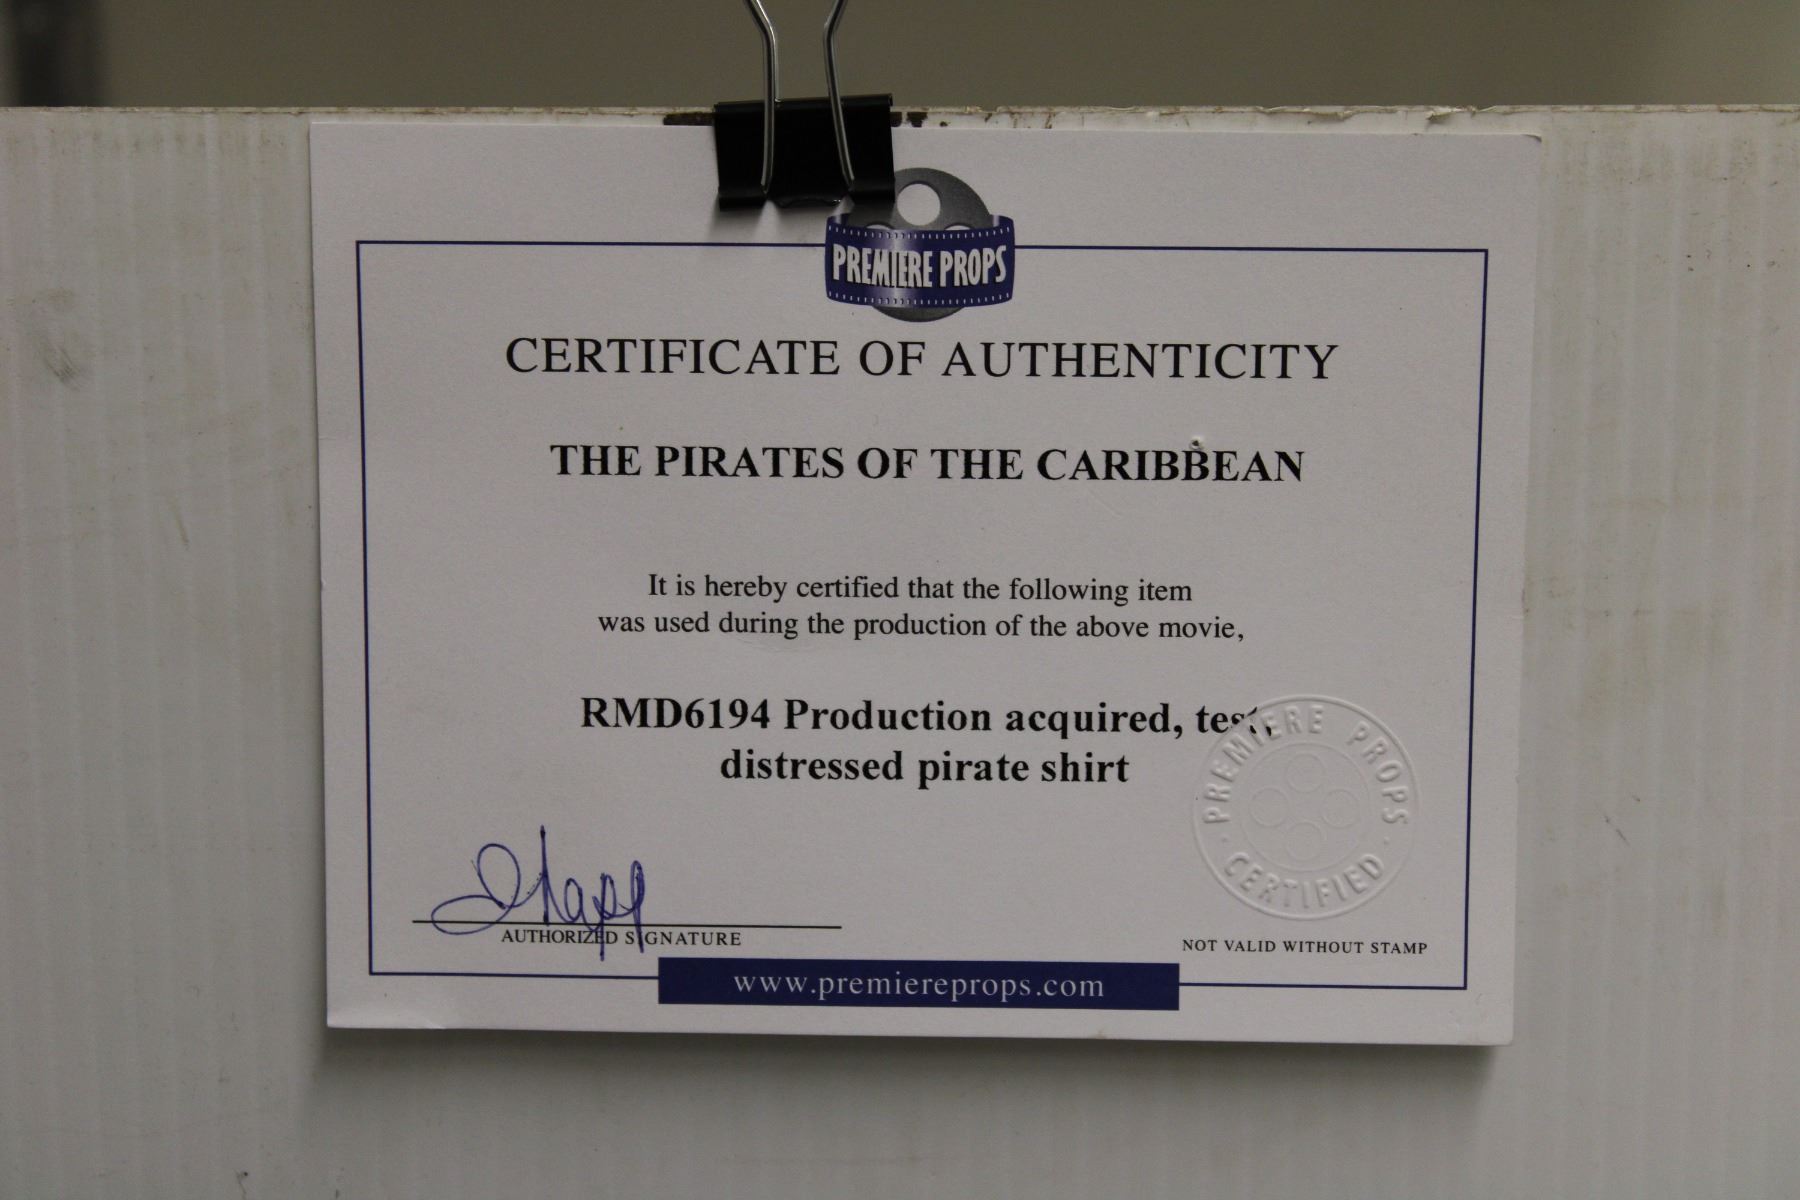 PREMIERE PROPS
CERTIFICATE OF AUTHENTICITY
THE PIRATES OF THE CARIBBEAN
It is hereby certified that the following item
was used during the production of the above movie,
RMD6194 Production acquired, test,
distressed pirate shirt
PREMIERE PROPS · CERTIFIED ·
AUTHORIZED SIGNATURE
NOT VALID WITHOUT STAMP
www.premiereprops.com